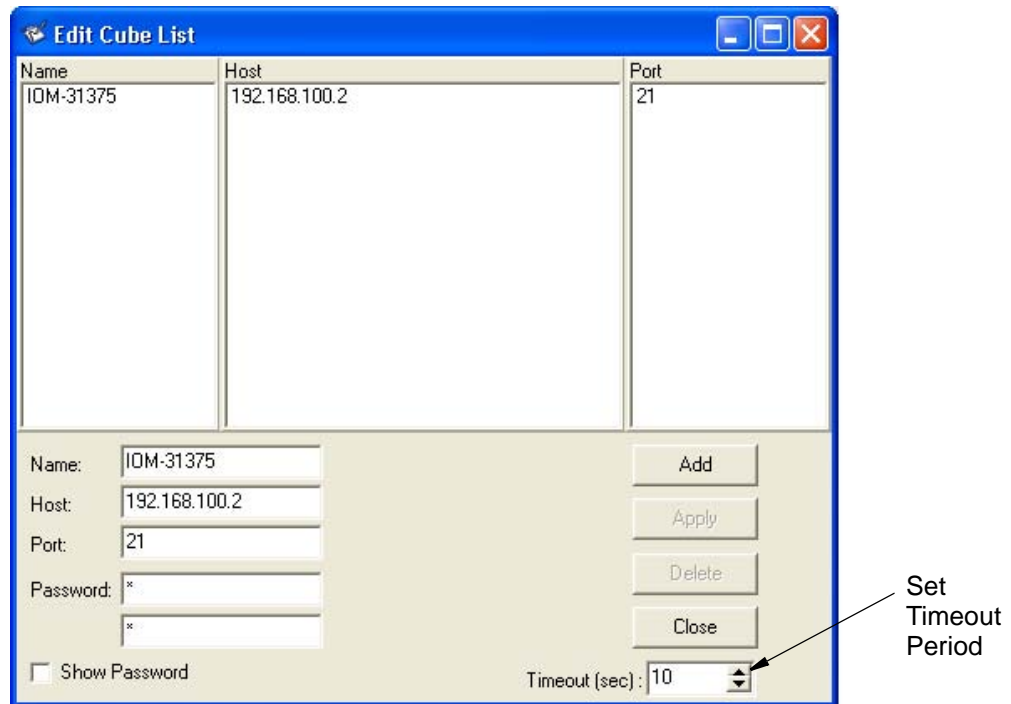 Edit Cube List
Name Host Port
IOM-31375 192.168.100.2 21
Name: IOM-31375
Host: 192.168.100.2
Port: 21
Password: *
*
Show Password
Add
Apply
Delete
Close
Timeout (sec) : 10
Set
Timeout
Period